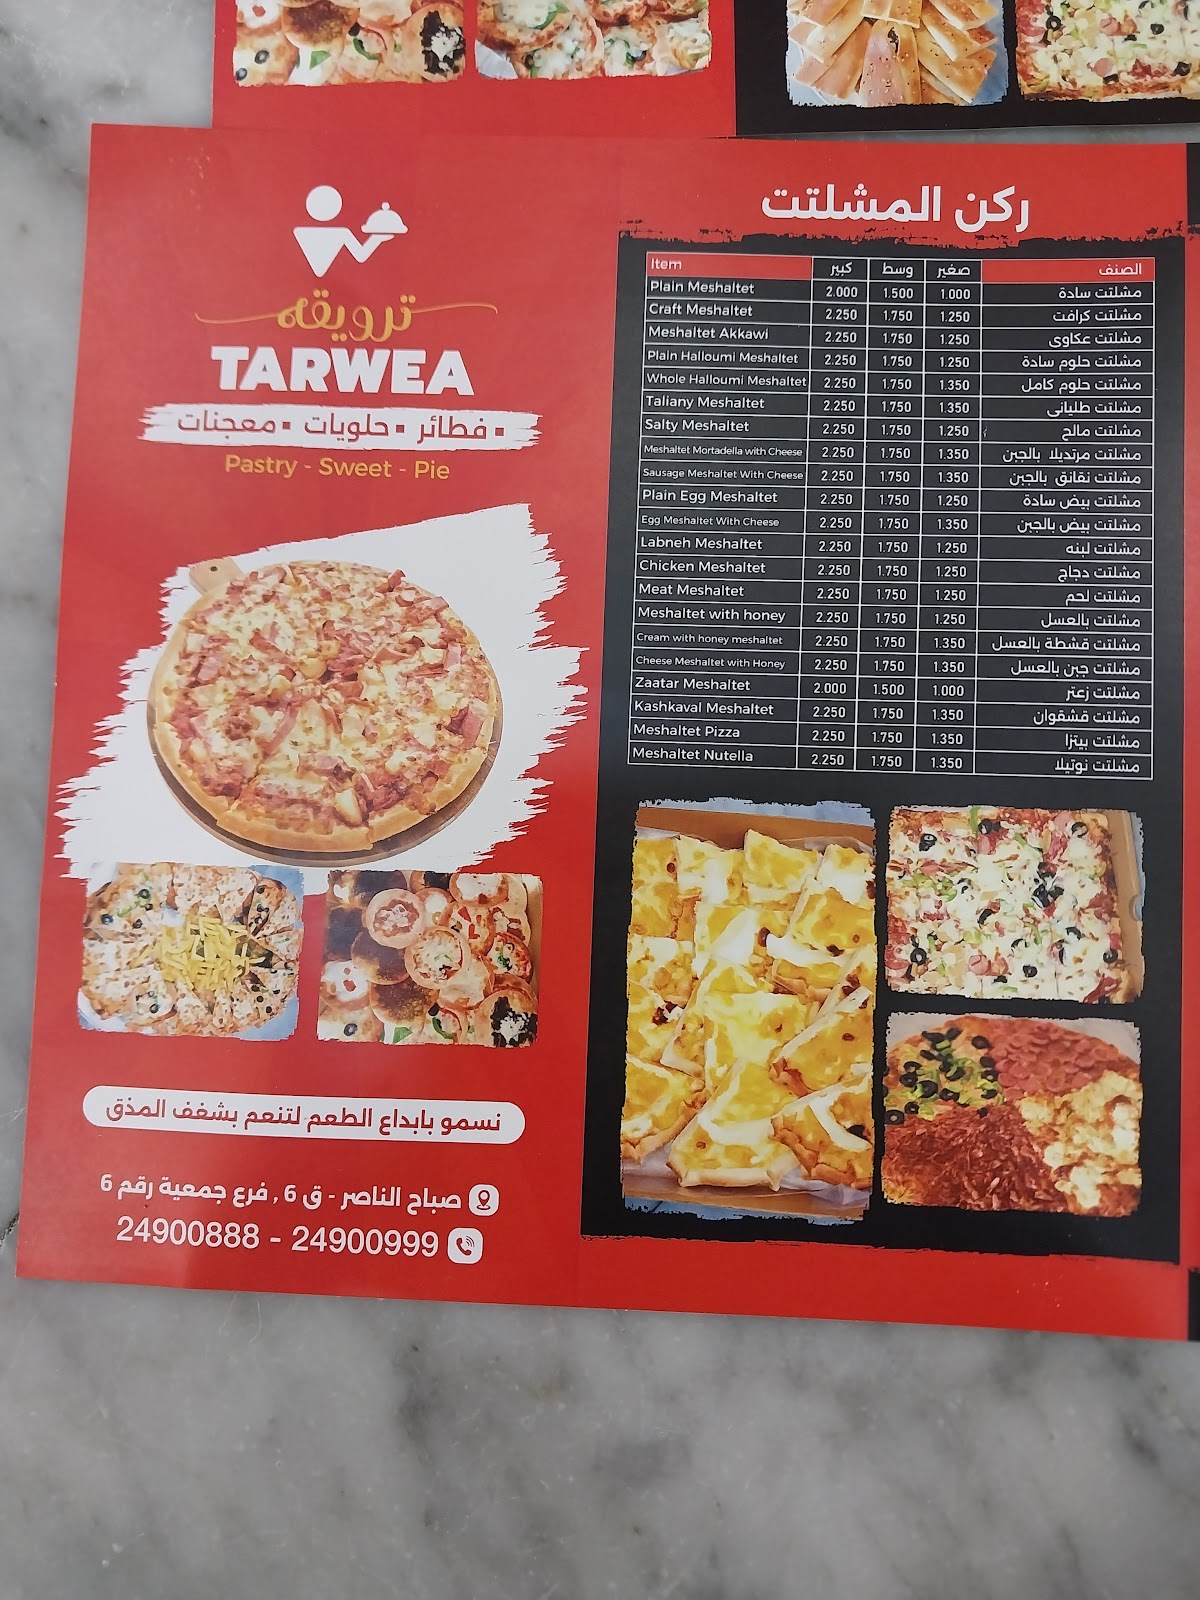 ترويقه
TARWEA
▪ فطائر ▪ حلويات ▪ معجنات
Pastry - Sweet - Pie
نسمو بابداع الطعم لتنعم بشغف المذق
صباح الناصر - ق 6 , فرع جمعية رقم 6
24900888 - 24900999
ركن المشلتت
Item كبير وسط صغير الصنف
Plain Meshaltet 2.000 1.500 1.000 مشلتت سادة
Craft Meshaltet 2.250 1.750 1.250 مشلتت كرافت
Meshaltet Akkawi 2.250 1.750 1.250 مشلتت عكاوى
Plain Halloumi Meshaltet 2.250 1.750 1.250 مشلتت حلوم سادة
Whole Halloumi Meshaltet 2.250 1.750 1.350 مشلتت حلوم كامل
Taliany Meshaltet 2.250 1.750 1.350 مشلتت طليانى
Salty Meshaltet 2.250 1.750 1.250 مشلتت مالح
Meshaltet Mortadella with Cheese 2.250 1.750 1.350 مشلتت مرتديلا بالجبن
Sausage Meshaltet With Cheese 2.250 1.750 1.350 مشلتت نقانق بالجبن
Plain Egg Meshaltet 2.250 1.750 1.250 مشلتت بيض سادة
Egg Meshaltet With Cheese 2.250 1.750 1.350 مشلتت بيض بالجبن
Labneh Meshaltet 2.250 1.750 1.250 مشلتت لبنه
Chicken Meshaltet 2.250 1.750 1.250 مشلتت دجاج
Meat Meshaltet 2.250 1.750 1.250 مشلتت لحم
Meshaltet with honey 2.250 1.750 1.250 مشلتت بالعسل
Cream with honey meshaltet 2.250 1.750 1.350 مشلتت قشطة بالعسل
Cheese Meshaltet with Honey 2.250 1.750 1.350 مشلتت جبن بالعسل
Zaatar Meshaltet 2.000 1.500 1.000 مشلتت زعتر
Kashkaval Meshaltet 2.250 1.750 1.350 مشلتت قشقوان
Meshaltet Pizza 2.250 1.750 1.350 مشلتت بيتزا
Meshaltet Nutella 2.250 1.750 1.350 مشلتت نوتيلا